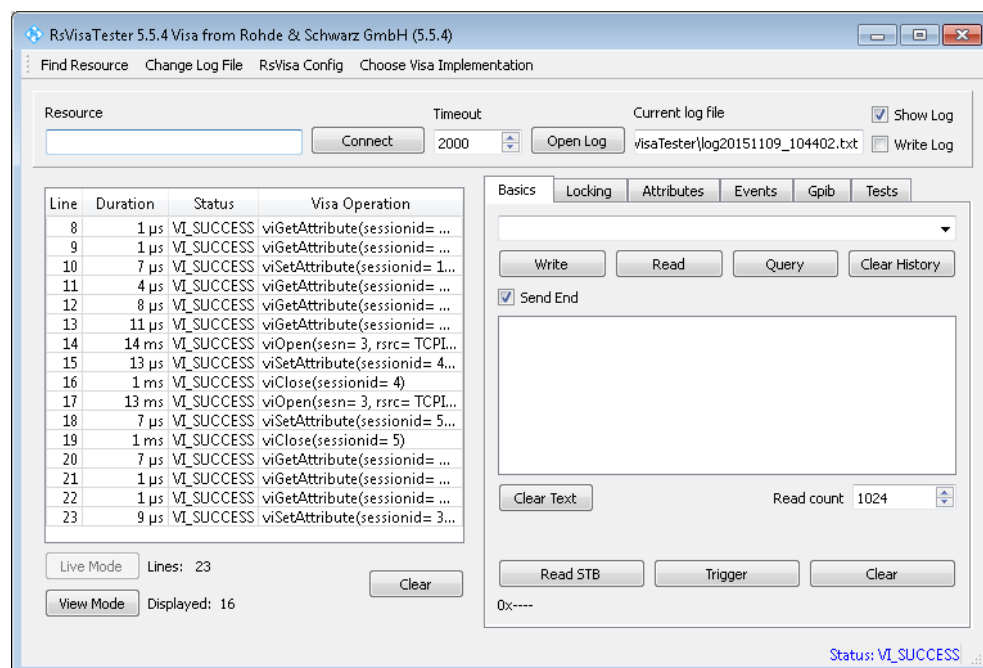 RsVisaTester 5.5.4 Visa from Rohde & Schwarz GmbH (5.5.4)
Find Resource Change Log File RsVisa Config Choose Visa Implementation
Resource Timeout Current log file Show Log
Connect 2000 Open Log visaTester\log20151109_104402.txt Write Log
Basics Locking Attributes Events Gpib Tests
Line Duration Status Visa Operation
8 1 µs VI_SUCCESS viGetAttribute(sessionid= ...
9 1 µs VI_SUCCESS viGetAttribute(sessionid= ...
10 7 µs VI_SUCCESS viSetAttribute(sessionid= 1...
11 4 µs VI_SUCCESS viGetAttribute(sessionid= ...
12 8 µs VI_SUCCESS viGetAttribute(sessionid= ...
13 11 µs VI_SUCCESS viGetAttribute(sessionid= ...
14 14 ms VI_SUCCESS viOpen(sesn= 3, rsrc= TCPI...
15 13 µs VI_SUCCESS viSetAttribute(sessionid= 4...
16 1 ms VI_SUCCESS viClose(sessionid= 4)
17 13 ms VI_SUCCESS viOpen(sesn= 3, rsrc= TCPI...
18 7 µs VI_SUCCESS viSetAttribute(sessionid= 5...
19 1 ms VI_SUCCESS viClose(sessionid= 5)
20 7 µs VI_SUCCESS viGetAttribute(sessionid= ...
21 1 µs VI_SUCCESS viGetAttribute(sessionid= ...
22 1 µs VI_SUCCESS viGetAttribute(sessionid= ...
23 9 µs VI_SUCCESS viSetAttribute(sessionid= 3...
Live Mode Lines: 23
Clear
View Mode Displayed: 16
Write Read Query Clear History
Send End
Clear Text Read count 1024
Read STB Trigger Clear
0x----
Status: VI_SUCCESS